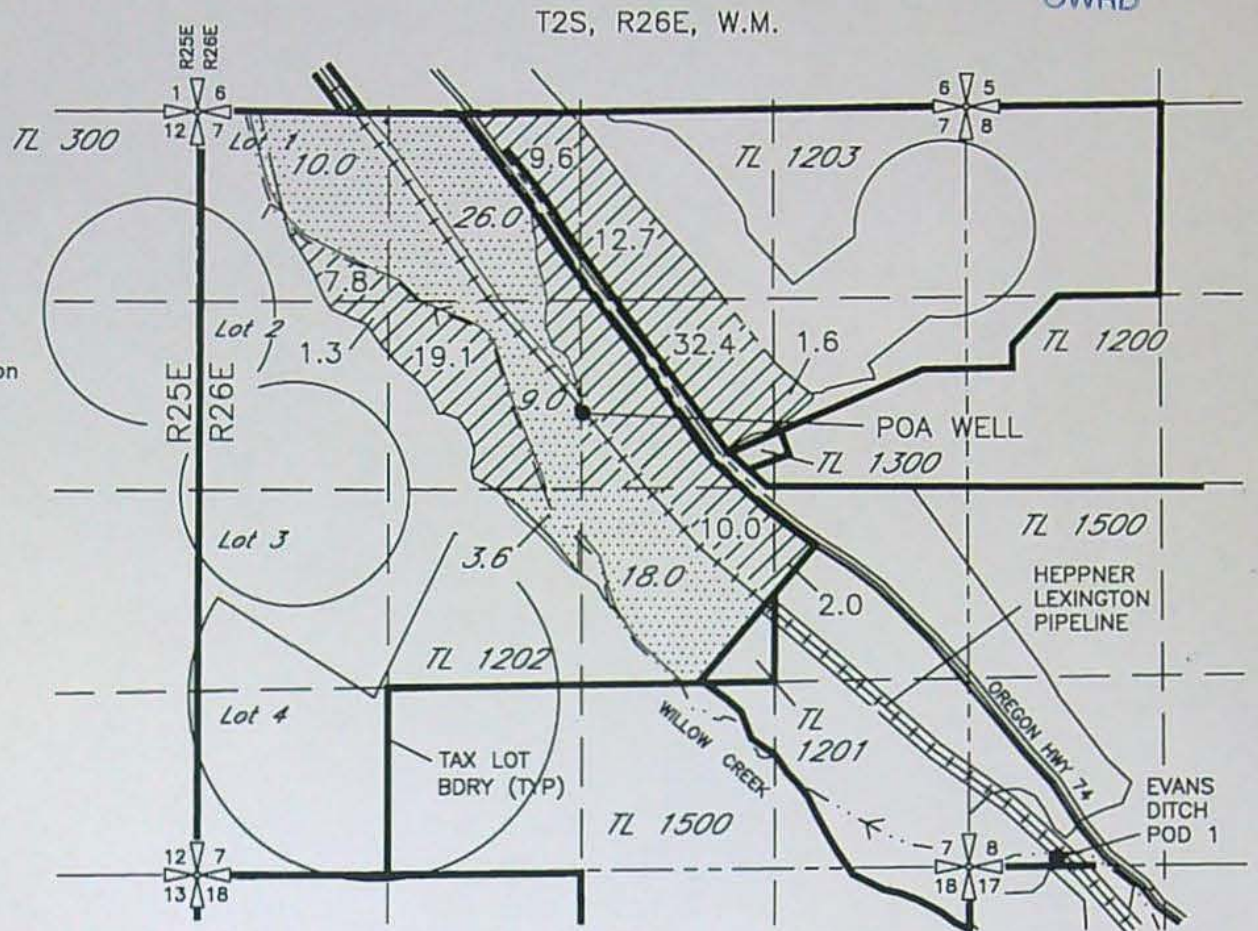 OWRD
T2S, R26E, W.M.
R25E
R26E
1 6
12 7
6 5
7 8
TL 300
Lot 1
10.0
9.6
TL 1203
26.0
12.7
7.8
Lot 2
1.3
19.1
32.4
1.6
TL 1200
on
R25E
R26E
9.0
POA WELL
TL 1300
Lot 3
3.6
18.0
10.0
2.0
TL 1500
HEPPNER
LEXINGTON
PIPELINE
TL 1202
Lot 4
WILLOW CREEK
TL
1201
OREGON HWY 74
TAX LOT
BDRY (TYP)
TL 1500
EVANS
DITCH
POD 1
12 7
13 18
7 8
18 17